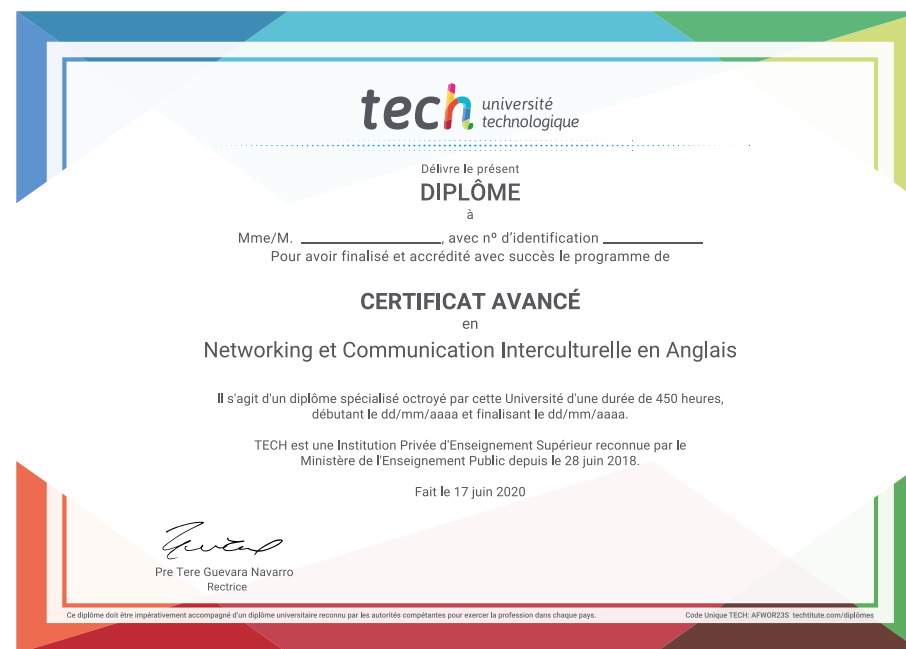 tech université
technologique
Délivre le présent
DIPLÔME
à
Mme/M. ____________________, avec nº d'identification ______________
Pour avoir finalisé et accrédité avec succès le programme de
CERTIFICAT AVANCÉ
en
Networking et Communication Interculturelle en Anglais
Il s'agit d'un diplôme spécialisé octroyé par cette Université d'une durée de 450 heures,
débutant le dd/mm/aaaa et finalisant le dd/mm/aaaa.
TECH est une Institution Privée d'Enseignement Supérieur reconnue par le
Ministère de l'Enseignement Public depuis le 28 juin 2018.
Fait le 17 juin 2020
Pre Tere Guevara Navarro
Rectrice
Ce diplôme doit être impérativement accompagné d'un diplôme universitaire reconnu par les autorités compétentes pour exercer la profession dans chaque pays.
Code Unique TECH: AFWOR23S techtitute.com/diplômes